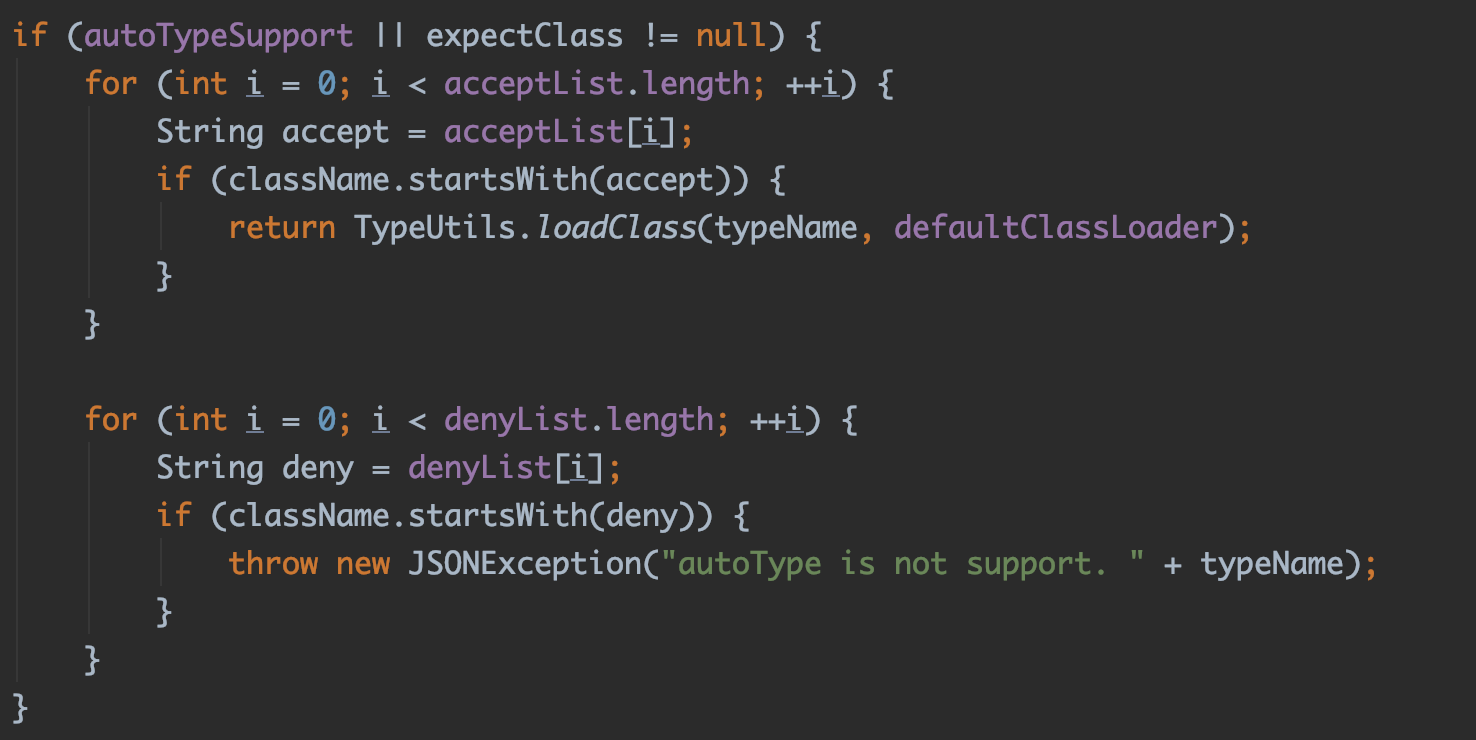 if (autoTypeSupport || expectClass != null) {
    for (int i = 0; i < acceptList.length; ++i) {
        String accept = acceptList[i];
        if (className.startsWith(accept)) {
            return TypeUtils.loadClass(typeName, defaultClassLoader);
        }
    }

    for (int i = 0; i < denyList.length; ++i) {
        String deny = denyList[i];
        if (className.startsWith(deny)) {
            throw new JSONException("autoType is not support. " + typeName);
        }
    }
}